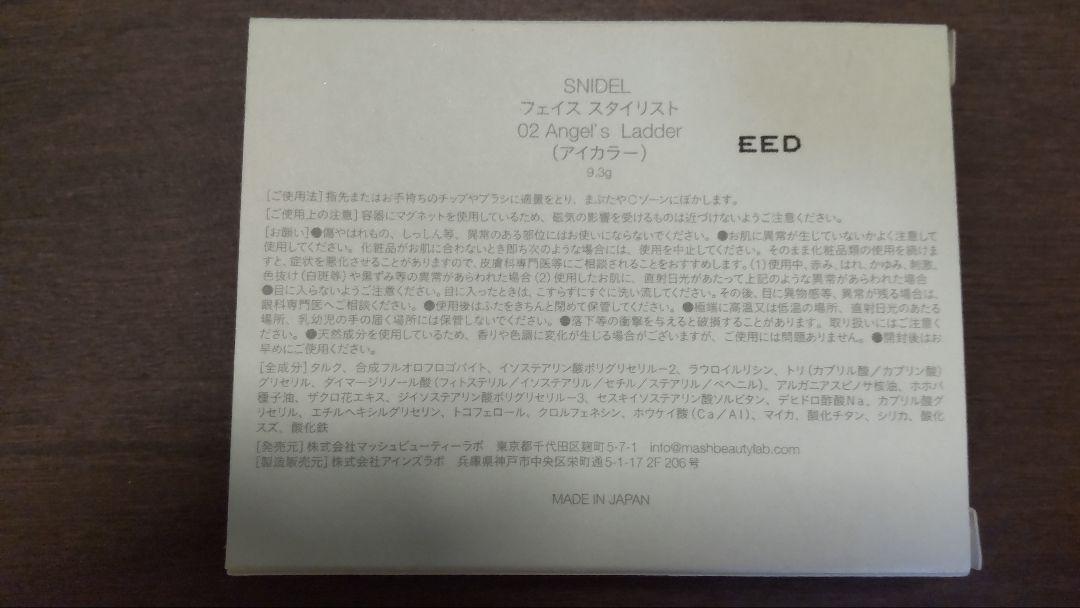 SNIDEL
フェイス スタイリスト
02 Angel's Ladder
(アイカラー)
EED
9.3g
[ご使用法] 指先またはお手持ちのチップやブラシに適量をとり、まぶたやCゾーンにぼかします。
[ご使用上の注意] 容器にマグネットを使用しているため、磁気の影響を受けるものは近づけないようご注意ください。
[お願い] ●傷やはれもの、しっしん等、異常のある部位にはお使いにならないでください。 ●お肌に異常が生じていないかよく注意して
使用してください。化粧品がお肌に合わないとき即ち次のような場合には、使用を中止してください。そのまま化粧品類の使用を続けま
すと、症状を悪化させることがありますので、皮膚科専門医等にご相談されることをおすすめします。(1)使用中、赤み、はれ、かゆみ、刺激、
色抜け(白斑等)や黒ずみ等の異常があらわれた場合(2)使用したお肌に、直射日光があたって上記のような異常があらわれた場合
●目に入らないようご注意ください。目に入ったときは、こすらずにすぐに洗い流してください。その後、目に異物感等、異常が残る場合は、
眼科専門医へご相談ください。 ●使用後はふたをきちんと閉めて保管してください。 ●極端に高温又は低温の場所、直射日光のあたる
場所、乳幼児の手の届く場所には保管しないでください。 ●落下等の衝撃を与えると破損することがあります。取り扱いにはご注意く
ださい。 ●天然成分を使用しているため、香りや色調に変化が生じる場合がございますが、ご使用には問題ありません。 ●開封後はお
早めにご使用ください。
[全成分] タルク、合成フルオロフロゴパイト、イソステアリン酸ポリグリセリル-2、ラウロイルリシン、トリ(カプリル酸/カプリン酸)
グリセリル、ダイマージリノール酸(フィトステリル/イソステアリル/セチル/ステアリル/ベヘニル)、アルガニアスピノサ核油、ホホバ
種子油、ザクロ花エキス、ジイソステアリン酸ポリグリセリル-3、セスキイソステアリン酸ソルビタン、デヒドロ酢酸Na、カプリル酸グ
リセリル、エチルヘキシルグリセリン、トコフェロール、クロルフェネシン、ホウケイ酸(Ca/Al)、マイカ、酸化チタン、シリカ、酸化
スズ、酸化鉄
[発売元] 株式会社マッシュビューティーラボ 東京都千代田区麹町5-7-1 info@mashbeautylab.com
[製造販売元] 株式会社アインズラボ 兵庫県神戸市中央区栄町通5-1-17 2F 206号
MADE IN JAPAN